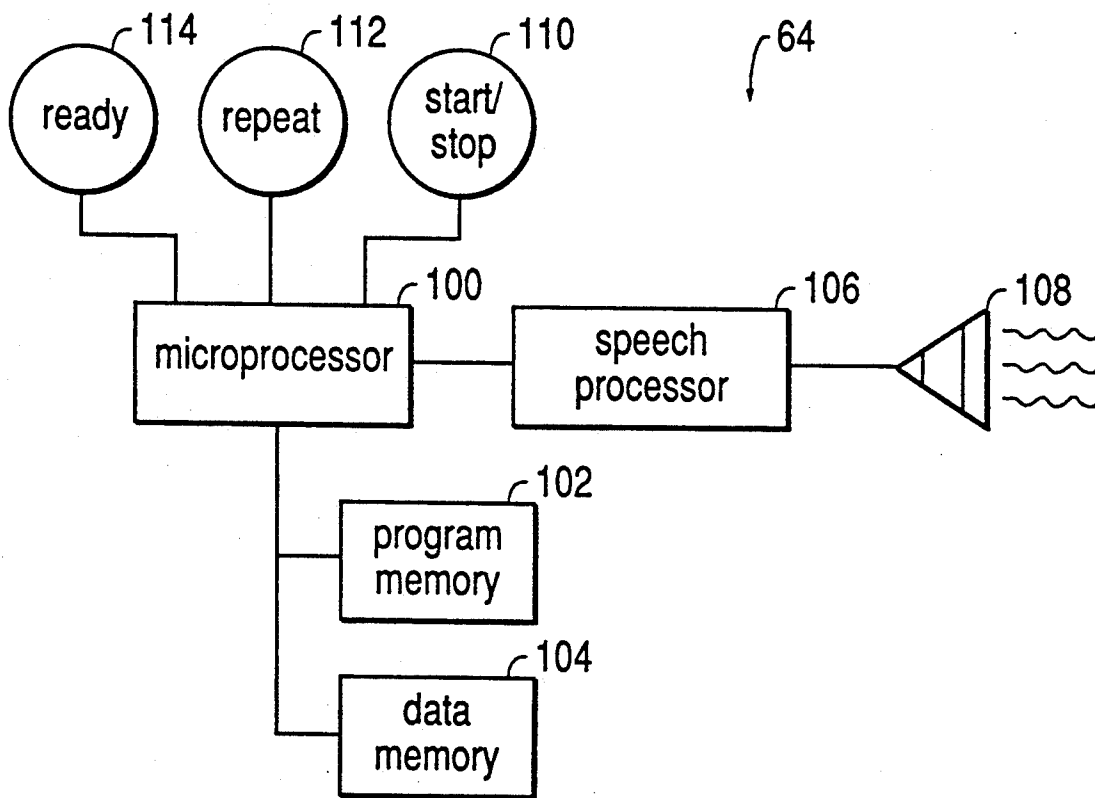 114
112
110
64
ready
repeat
start/
stop
100
106
108
microprocessor
speech
processor
102
program
memory
104
data
memory